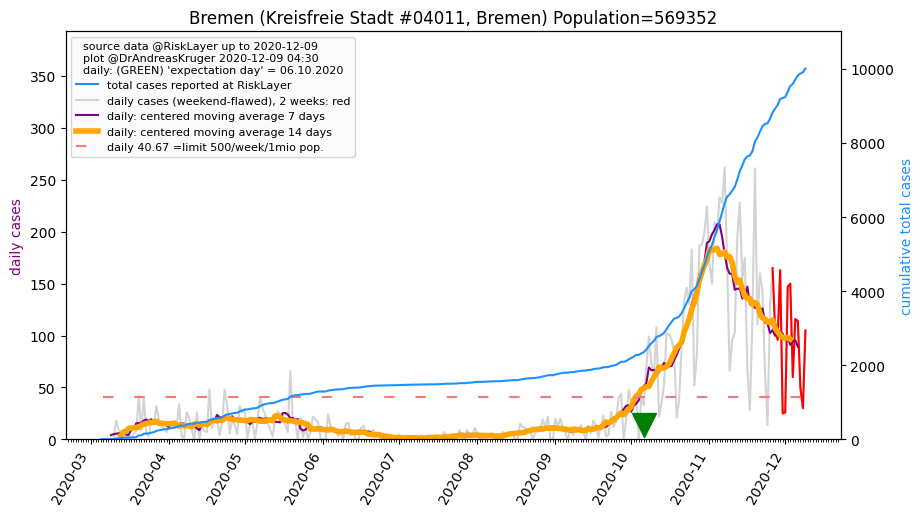 Bremen (Kreisfreie Stadt #04011, Bremen) Population=569352
source data @RiskLayer up to 2020-12-09
plot @DrAndreasKruger 2020-12-09 04:30
daily: (GREEN) 'expectation day' = 06.10.2020
total cases reported at RiskLayer
daily cases (weekend-flawed), 2 weeks: red
daily: centered moving average 7 days
daily: centered moving average 14 days
daily 40.67 =limit 500/week/1mio pop.
daily cases
350
300
250
200
150
100
50
0
10000
8000
6000
4000
2000
0
cumulative total cases
2020-03
2020-04
2020-05
2020-06
2020-07
2020-08
2020-09
2020-10
2020-11
2020-12